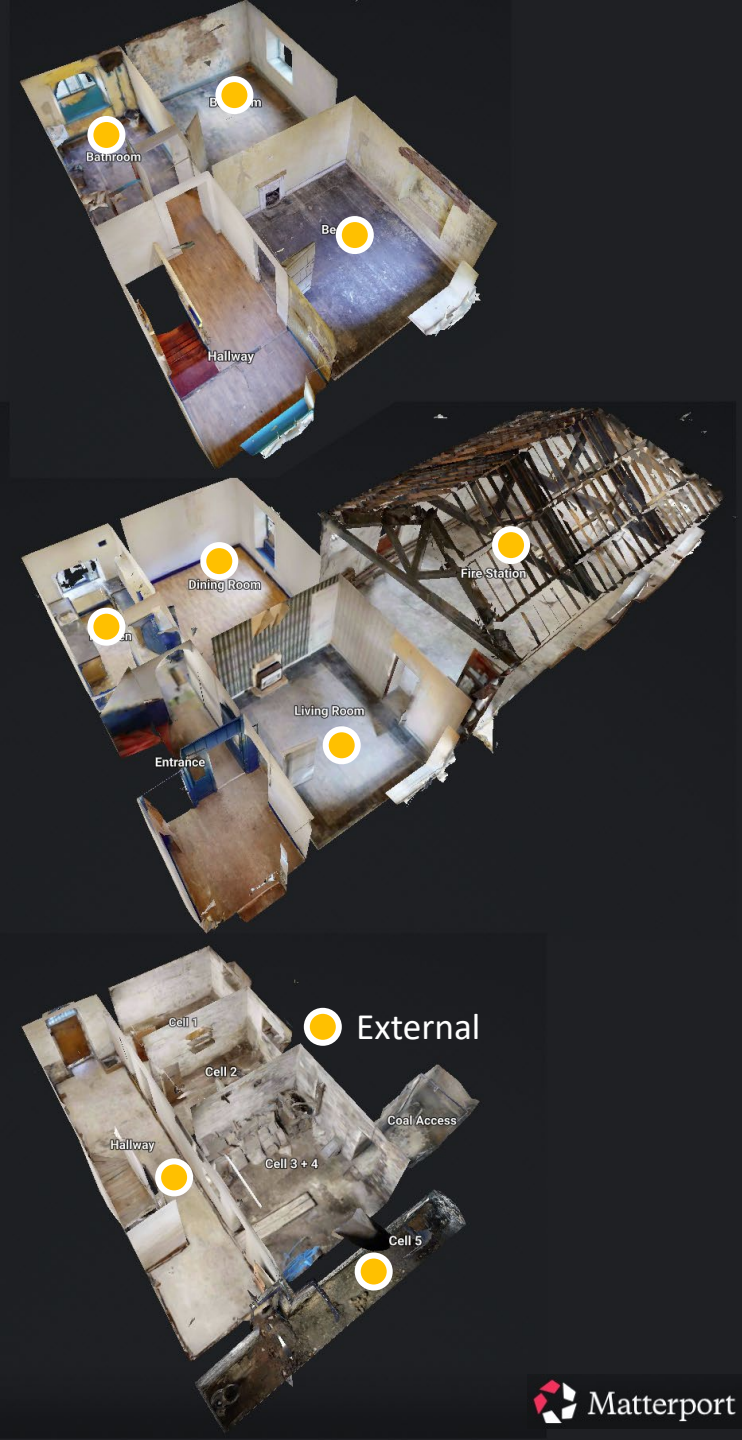 Bathroom
Hallway
Dining Room
Fire Station
Living Room
Entrance
Cell 1
External
Cell 2
Coal Access
Hallway
Cell 3 + 4
Cell 5
Matterport